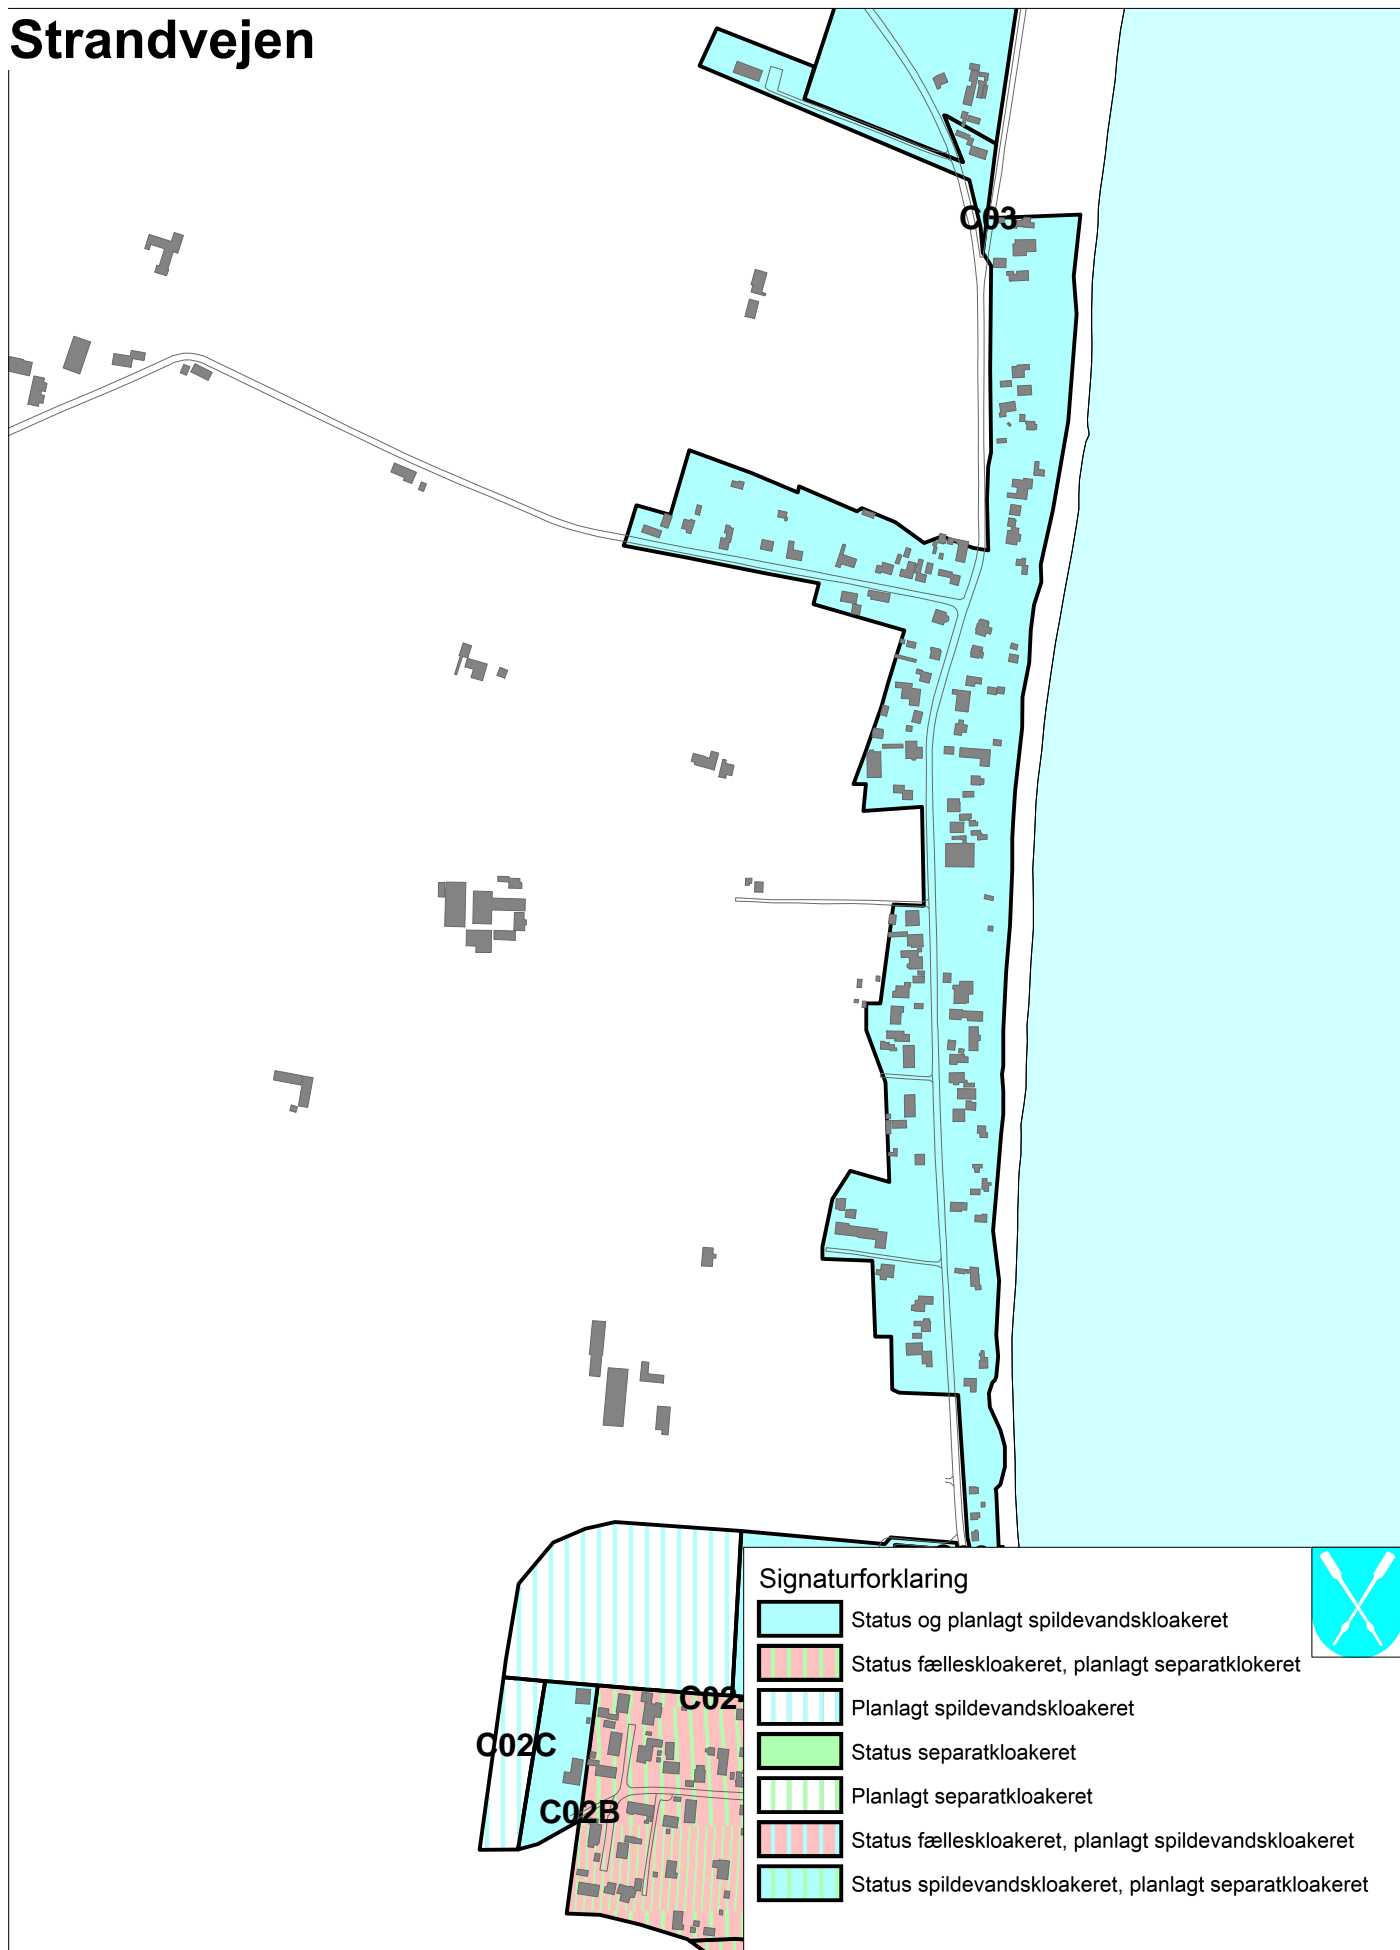 Strandvejen
C03
Signaturforklaring
Status og planlagt spildevandskloakeret
Status fælleskloakeret, planlagt separatklokeret
Planlagt spildevandskloakeret
Status separatkloakeret
Planlagt separatkloakeret
Status fælleskloakeret, planlagt spildevandskloakeret
Status spildevandskloakeret, planlagt separatkloakeret
C02
C02C
C02B